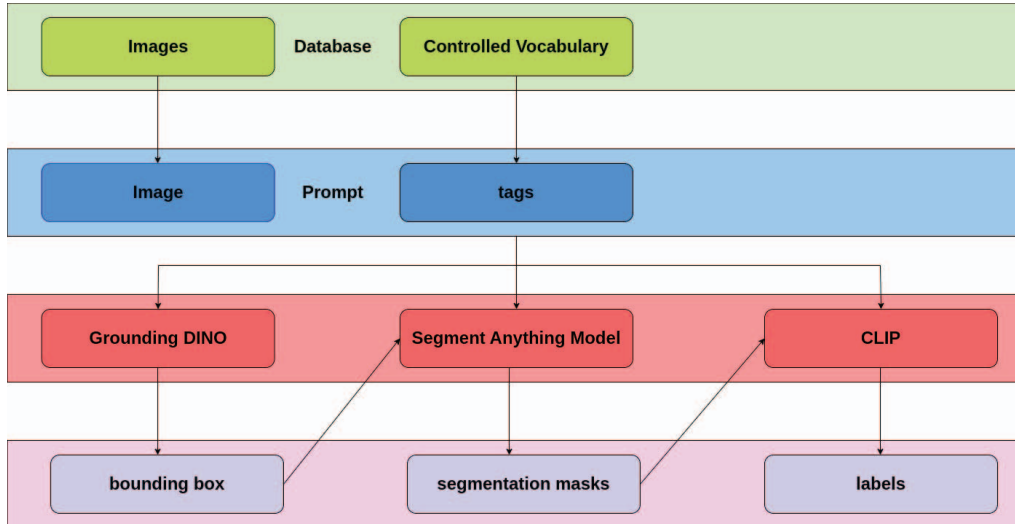 Images
Database
Controlled Vocabulary
Image
Prompt
tags
Grounding DINO
Segment Anything Model
CLIP
bounding box
segmentation masks
labels